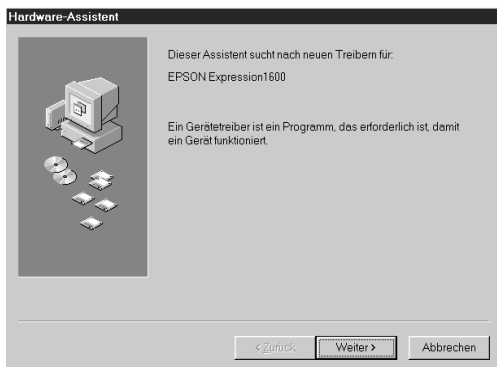 Hardware-Assistent
Dieser Assistent sucht nach neuen Treibern für:
EPSON Expression1600
Ein Gerätetreiber ist ein Programm, das erforderlich ist, damit
ein Gerät funktioniert.
< Zurück
Weiter >
Abbrechen